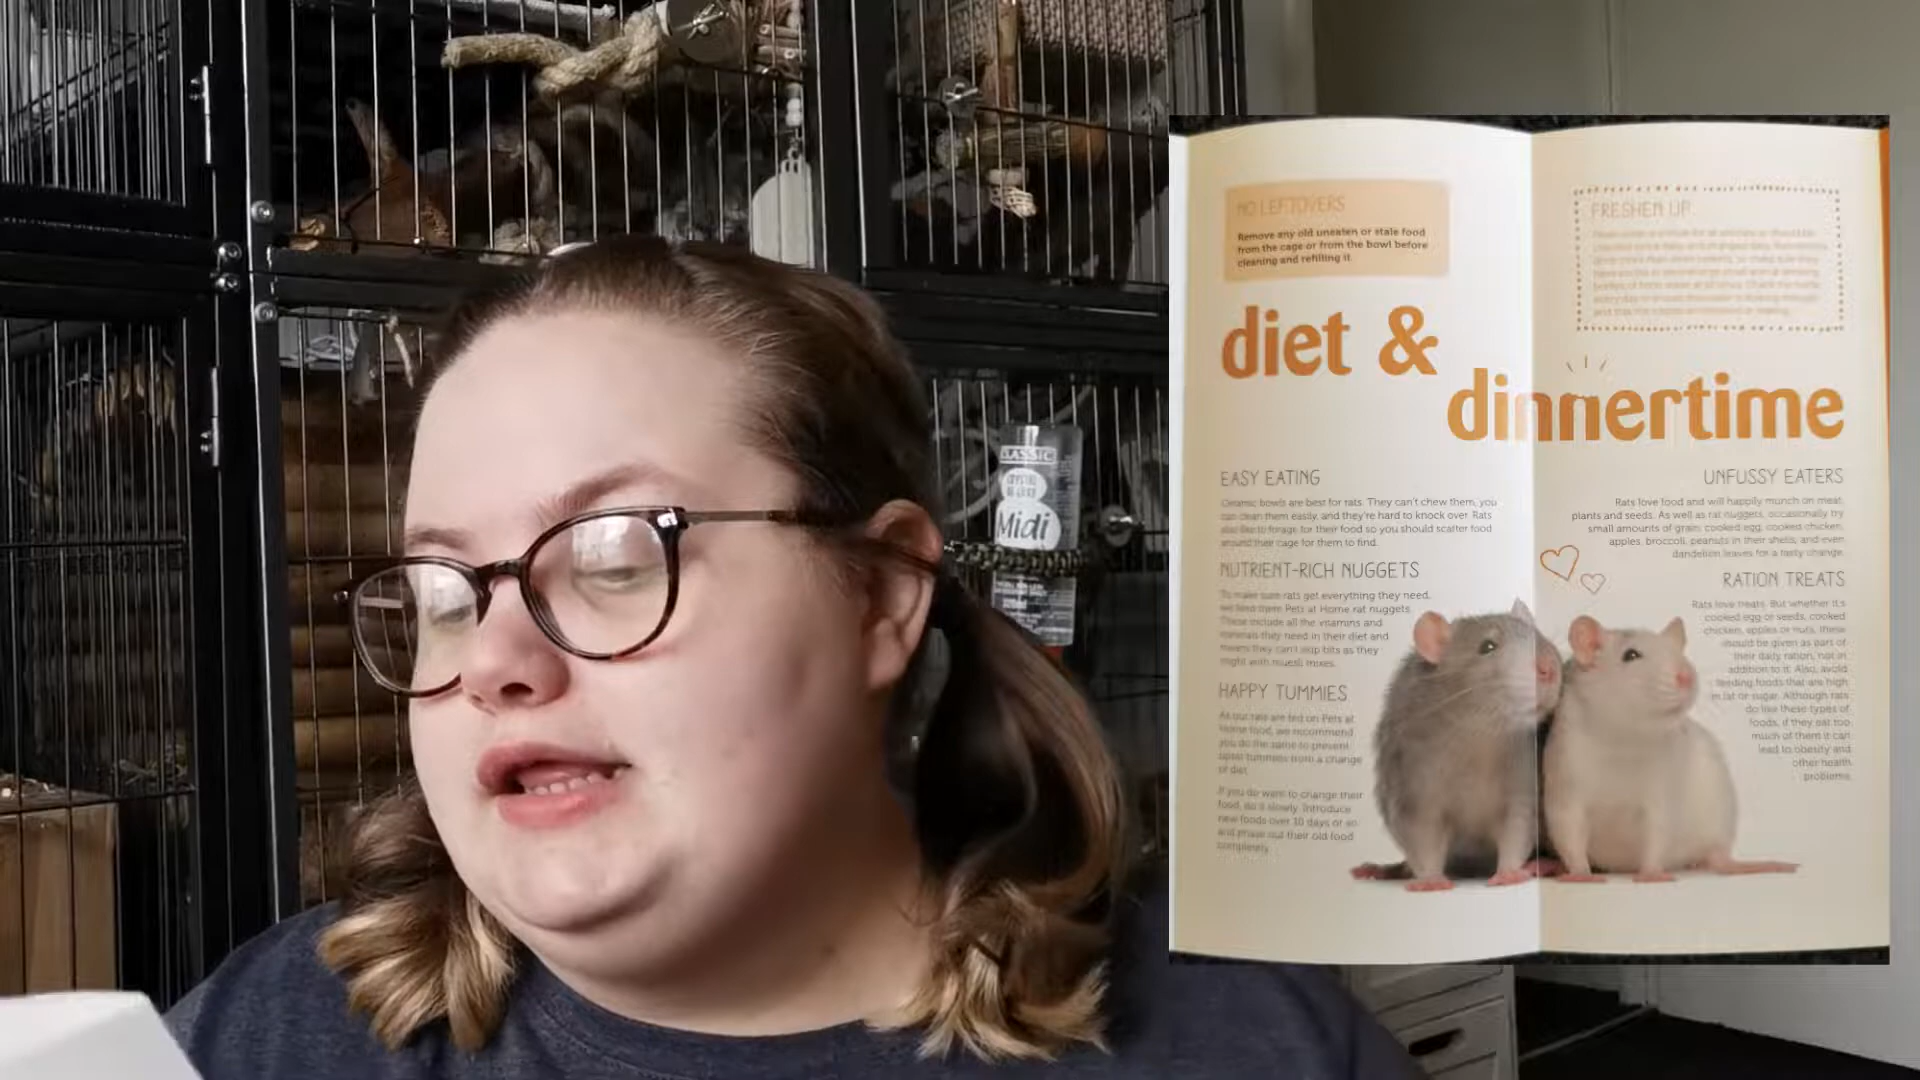 CLASSIC
Midi
NO LEFTOVERS
Remove any old uneaten or stale food
from the cage or from the bowl before
cleaning and refilling it.
FRESHEN UP
diet &
dinnertime
EASY EATING
Ceramic bowls are best for rats. They can't chew them, you
can clean them easily, and they're hard to knock over. Rats
also like to forage for their food so you should scatter food
around their cage for them to find.
NUTRIENT-RICH NUGGETS
To make sure rats get everything they need,
we feed them Pets at Home rat nuggets.
These include all the vitamins and
minerals they need in their diet and
means they can't skip bits as they
might with muesli mixes.
HAPPY TUMMIES
As our rats are fed on Pets at
Home food, we recommend
you do the same to prevent
upset tummies from a change
of diet.
If you do want to change their
food, do it slowly. Introduce
new foods over 10 days or so
and phase out their old food
completely.
UNFUSSY EATERS
Rats love food and will happily munch on meat,
plants and seeds. As well as rat nuggets, occasionally try
small amounts of grain, cooked egg, cooked chicken,
apples, broccoli, peanuts in their shells, and even
dandelion leaves for a tasty change.
RATION TREATS
Rats love treats. But whether it's
cooked egg or seeds, cooked
chicken, apples or nuts, these
should be given as part of
their daily ration, not in
addition to it. Also, avoid
feeding foods that are high
in fat or sugar. Although rats
do like these types of
foods, if they eat too
much of them it can
lead to obesity and
other health
problems.